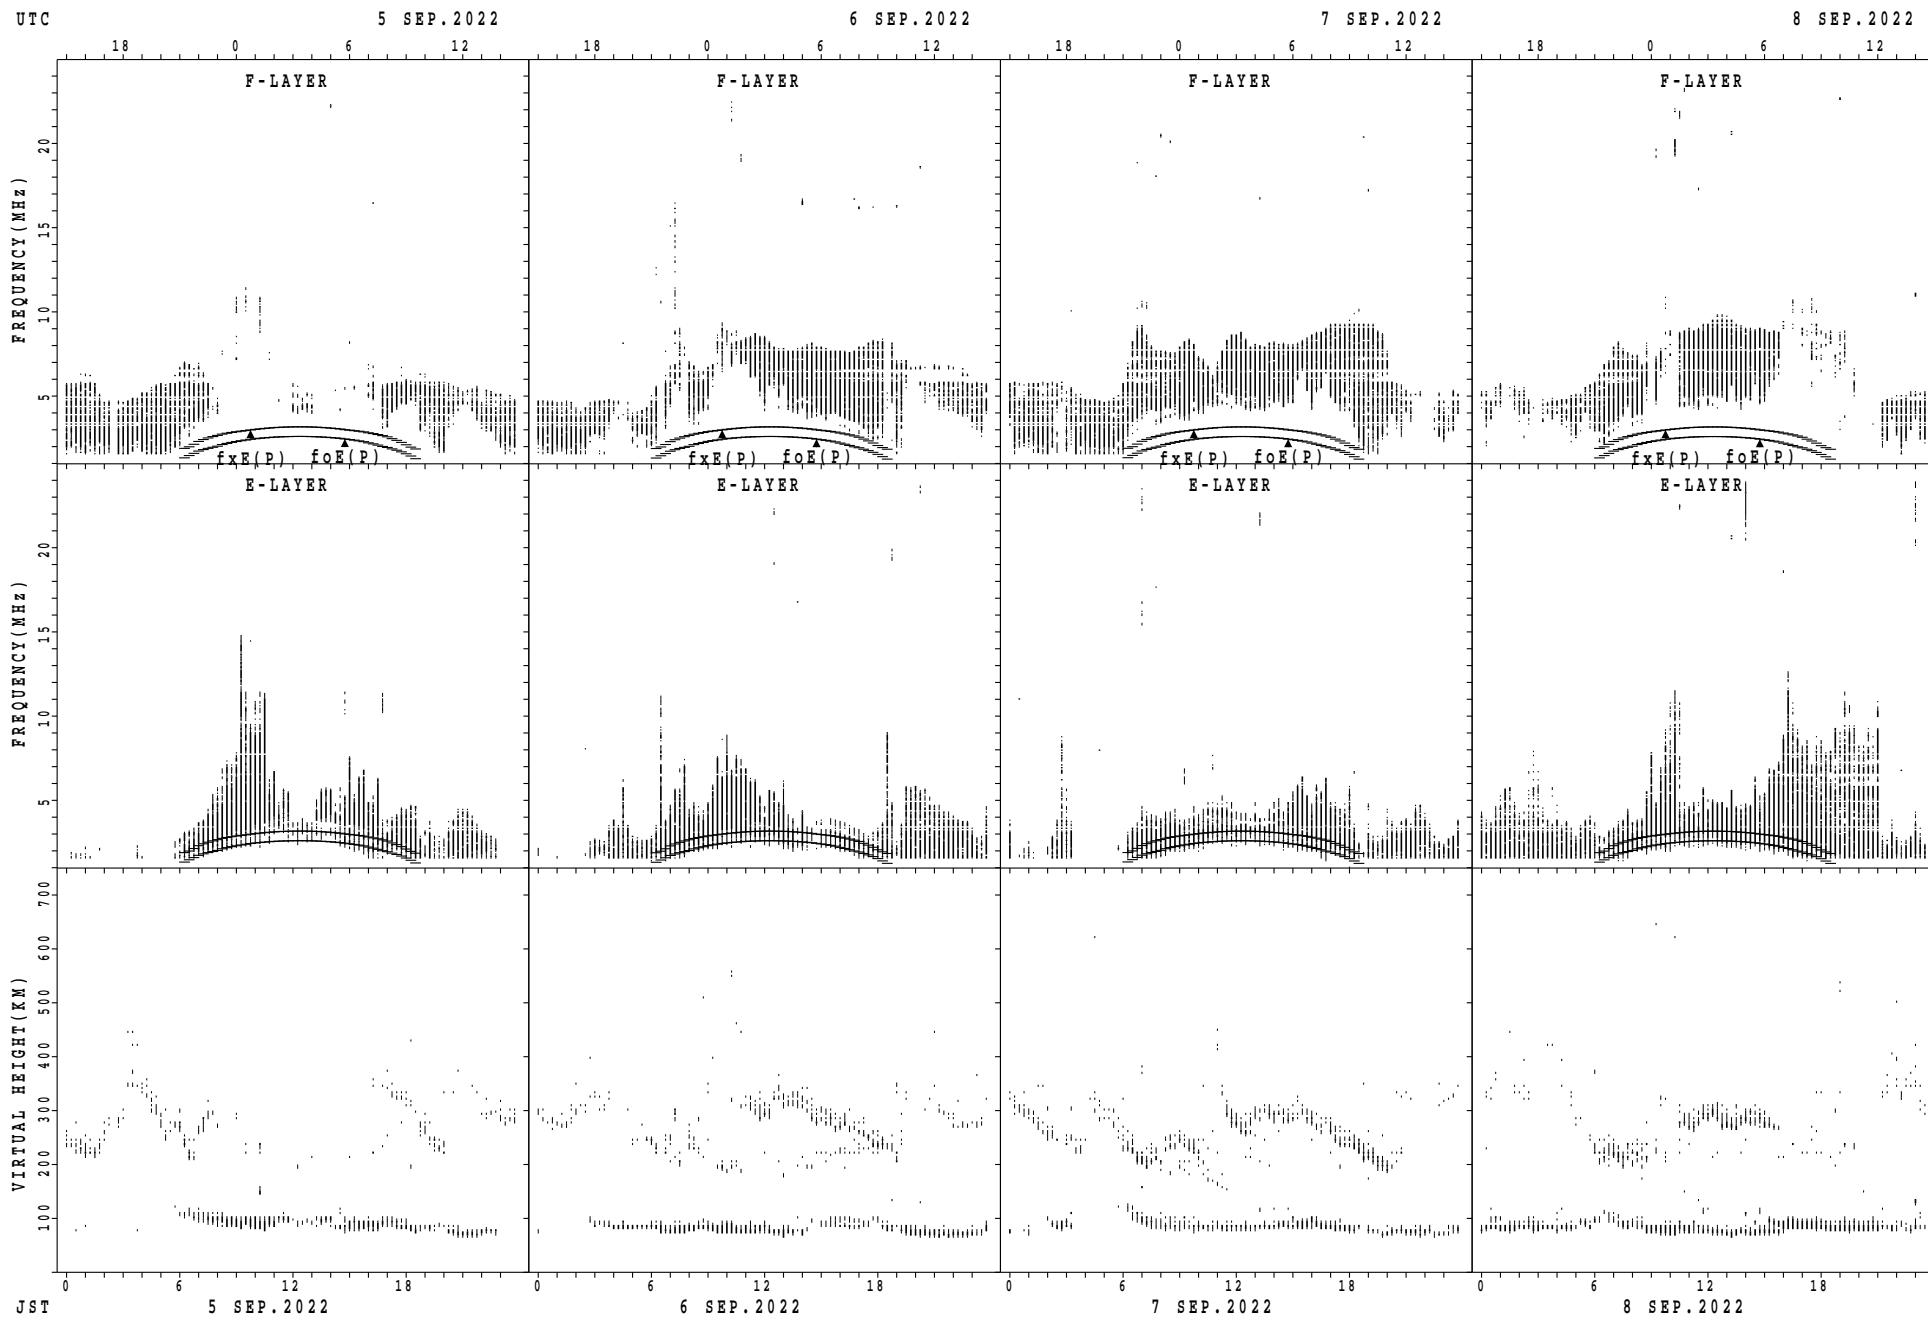 UTC 5 SEP.2022 6 SEP.2022 7 SEP.2022 8 SEP.2022
18 0 6 12 18 0 6 12 18 0 6 12 18 0 6 12
F-LAYER F-LAYER F-LAYER F-LAYER
FREQUENCY(MHz)
20
15
10
5
fxE(P) foE(P) fxE(P) foE(P) fxE(P) foE(P) fxE(P) foE(P)
E-LAYER E-LAYER E-LAYER E-LAYER
FREQUENCY(MHz)
20
15
10
5
VIRTUAL HEIGHT(KM)
700
600
500
400
300
200
100
0 6 12 18 0 6 12 18 0 6 12 18 0 6 12 18
JST 5 SEP.2022 6 SEP.2022 7 SEP.2022 8 SEP.2022